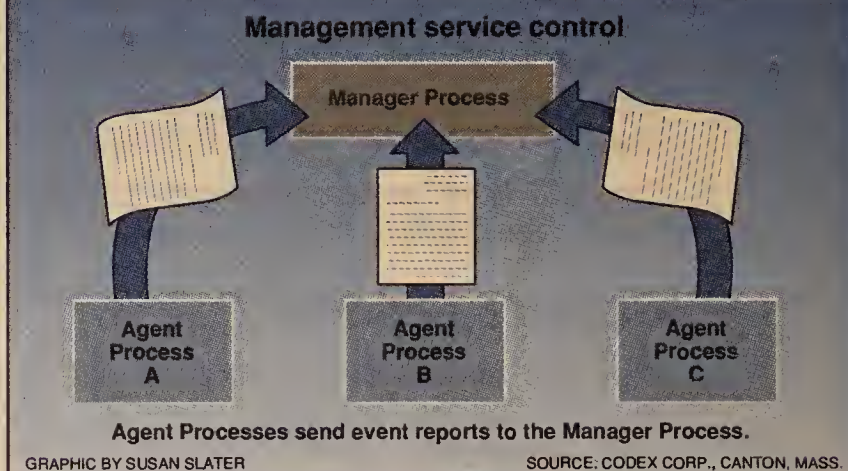 Management service control
Manager Process
Agent
Process
A
Agent
Process
B
Agent
Process
C
Agent Processes send event reports to the Manager Process.
GRAPHIC BY SUSAN SLATER
SOURCE: CODEX CORP., CANTON, MASS.